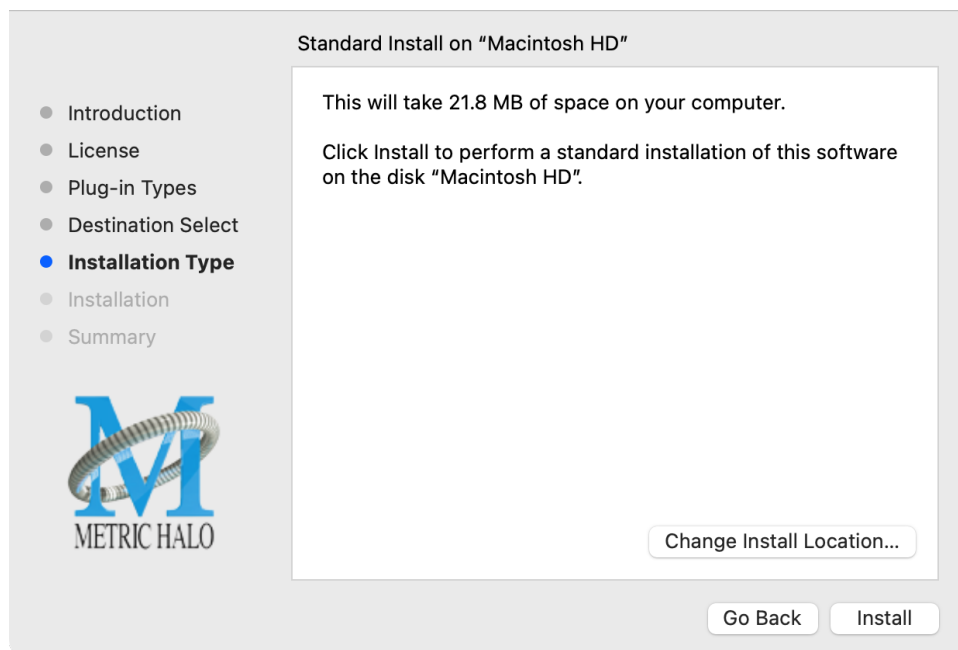 Standard Install on “Macintosh HD”
Introduction
License
Plug-in Types
Destination Select
Installation Type
Installation
Summary
METRIC HALO
This will take 21.8 MB of space on your computer.
Click Install to perform a standard installation of this software
on the disk “Macintosh HD”.
Change Install Location...
Go Back
Install